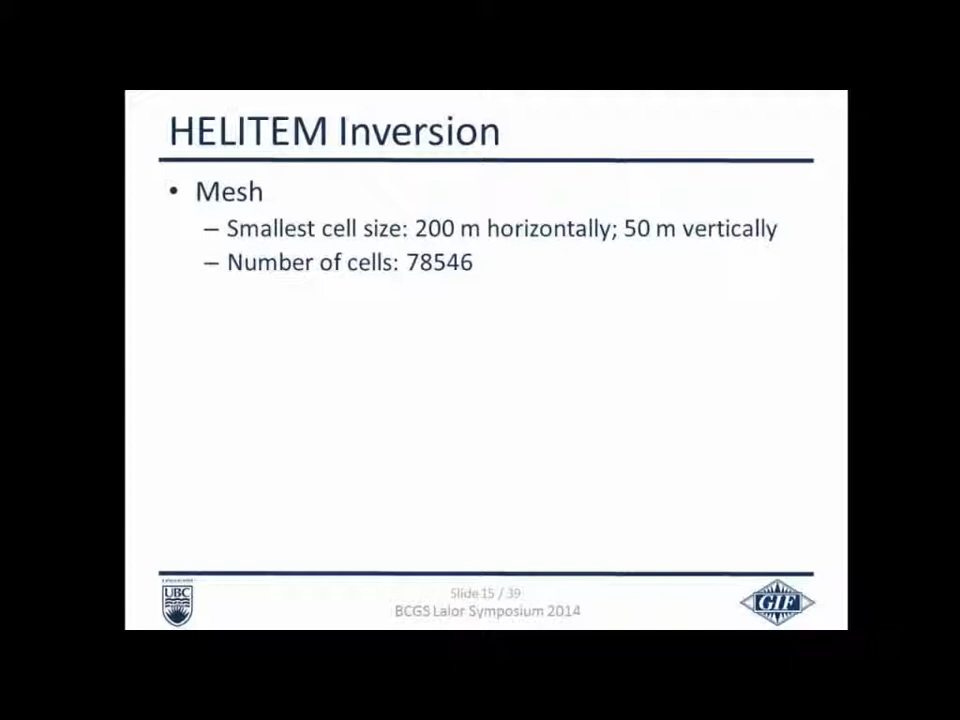 HELITEM Inversion
• Mesh
– Smallest cell size: 200 m horizontally; 50 m vertically
– Number of cells: 78546
UBC
Slide 15 / 39
BCGS Lalor Symposium 2014
GIF